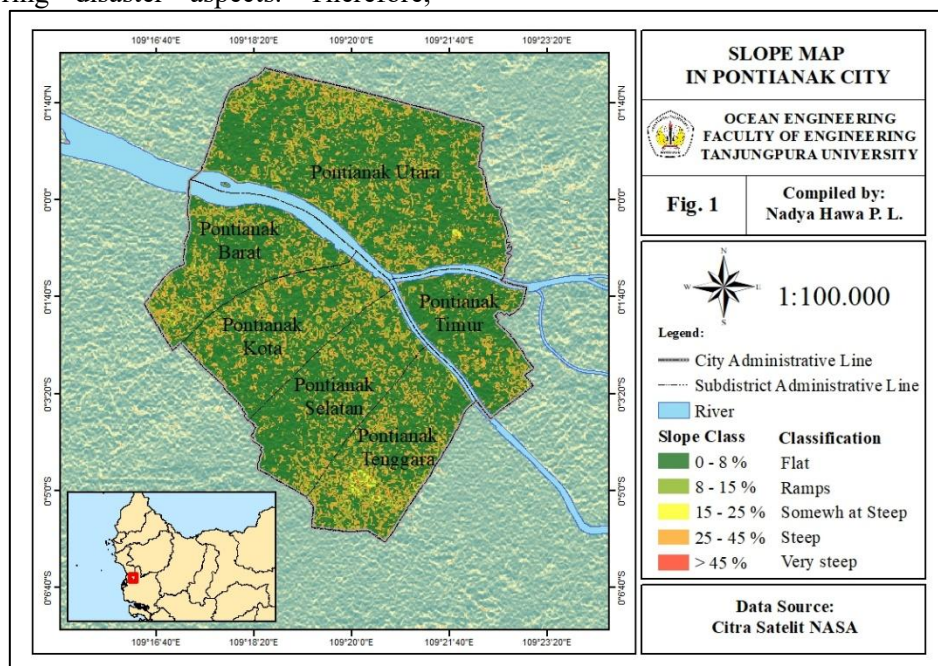 ring disaster aspects. Therefore,
109°16'40"E 109°18'20"E 109°20'0"E 109°21'40"E 109°23'20"E
0°1'40"N
0°0'0"
0°1'40"S
0°3'20"S
0°5'0"S
0°6'40"S
Pontianak Utara
Pontianak
Barat
Pontianak
Timur
Pontianak
Kota
Pontianak
Selatan
Pontianak
Tenggara
0°1'40"N
0°0'0"
0°1'40"S
0°3'20"S
0°5'0"S
0°6'40"S
109°16'40"E 109°18'20"E 109°20'0"E 109°21'40"E 109°23'20"E
SLOPE MAP
IN PONTIANAK CITY
OCEAN ENGINEERING
FACULTY OF ENGINEERING
TANJUNGPURA UNIVERSITY
Fig. 1
Compiled by:
Nadya Hawa P. L.
N
W E
S
1:100.000
Legend:
City Administrative Line
Subdistrict Administrative Line
River
Slope Class Classification
0 - 8 % Flat
8 - 15 % Ramps
15 - 25 % Somewh at Steep
25 - 45 % Steep
> 45 % Very steep
Data Source:
Citra Satelit NASA